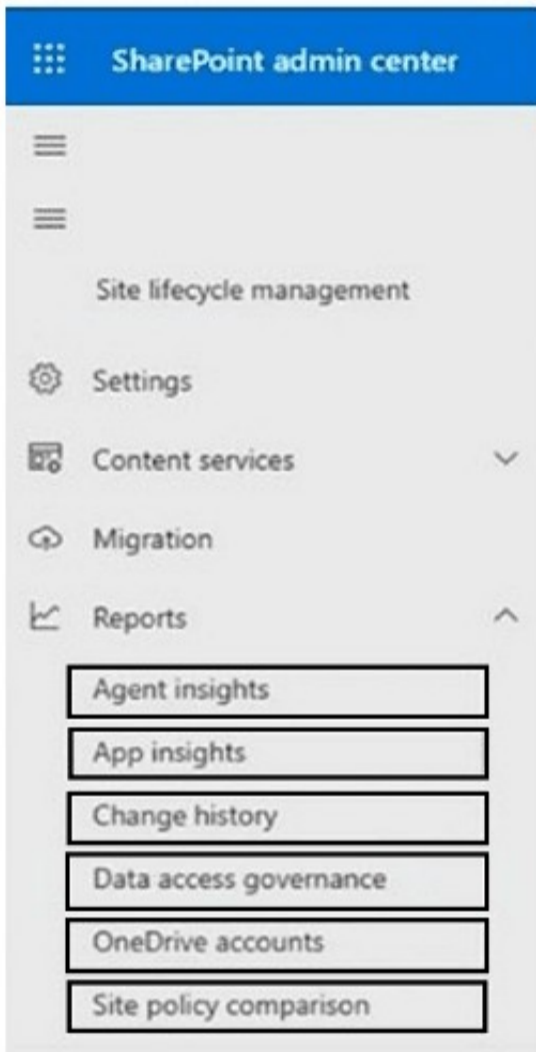 SharePoint admin center
Site lifecycle management
Settings
Content services
Migration
Reports
Agent insights
App insights
Change history
Data access governance
OneDrive accounts
Site policy comparison